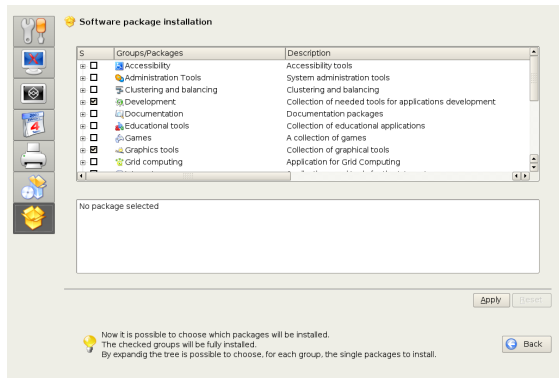 Software package installation
S Groups/Packages Description
Accessibility Accessibility tools
Administration Tools System administration tools
Clustering and balancing Clustering and balancing
Development Collection of needed tools for applications development
Documentation Documentation packages
Educational tools Collection of educational applications
Games A collection of games
Graphics tools Collection of graphical tools
Grid computing Application for Grid Computing
No package selected
Apply Reset
Now it is possible to choose which packages will be installed.
The checked groups will be fully installed.
By expandig the tree is possible to choose, for each group, the single packages to install.
Back